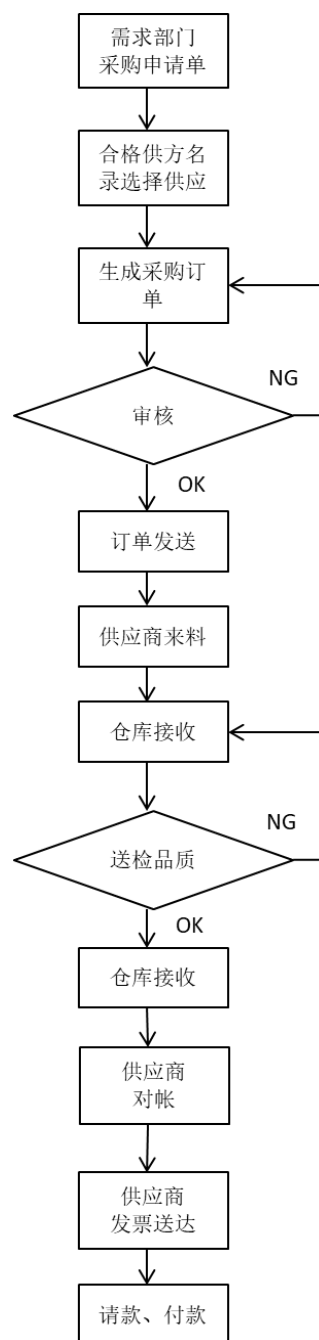 需求部门
采购申请单
合格供方名
录选择供应
生成采购订
单
NG
审核
OK
订单发送
供应商来料
仓库接收
NG
送检品质
OK
仓库接收
供应商
对帐
供应商
发票送达
请款、付款